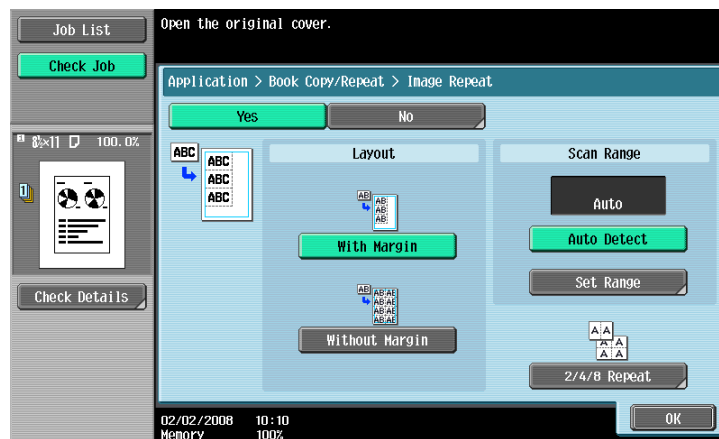 Job List
Check Job
8½×11 100.0%
Check Details
Open the original cover.
Application > Book Copy/Repeat > Image Repeat
Yes
No
ABC
ABC
ABC
ABC
Layout
AB
AB
AB
AB
With Margin
AB
AB AE
AB AE
AB AE
AB AE
Without Margin
Scan Range
Auto
Auto Detect
Set Range
A A
A A
A A
2/4/8 Repeat
02/02/2008 10:10
Memory 100%
OK